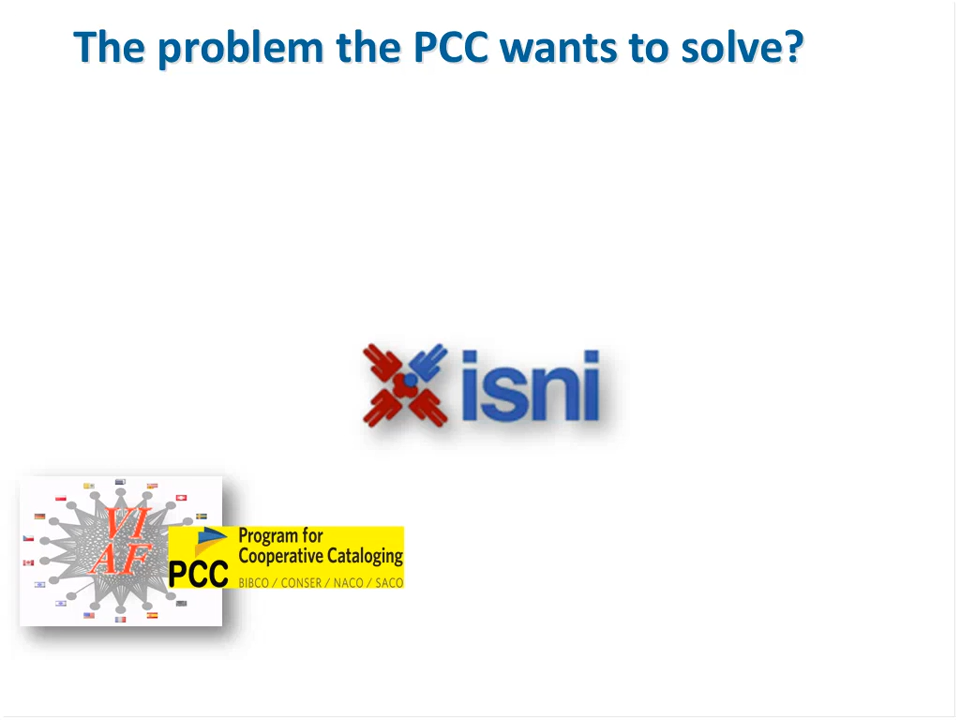 The problem the PCC wants to solve?
isni
VI
AF
Program for
Cooperative Cataloging
PCC BIBCO / CONSER / NACO / SACO